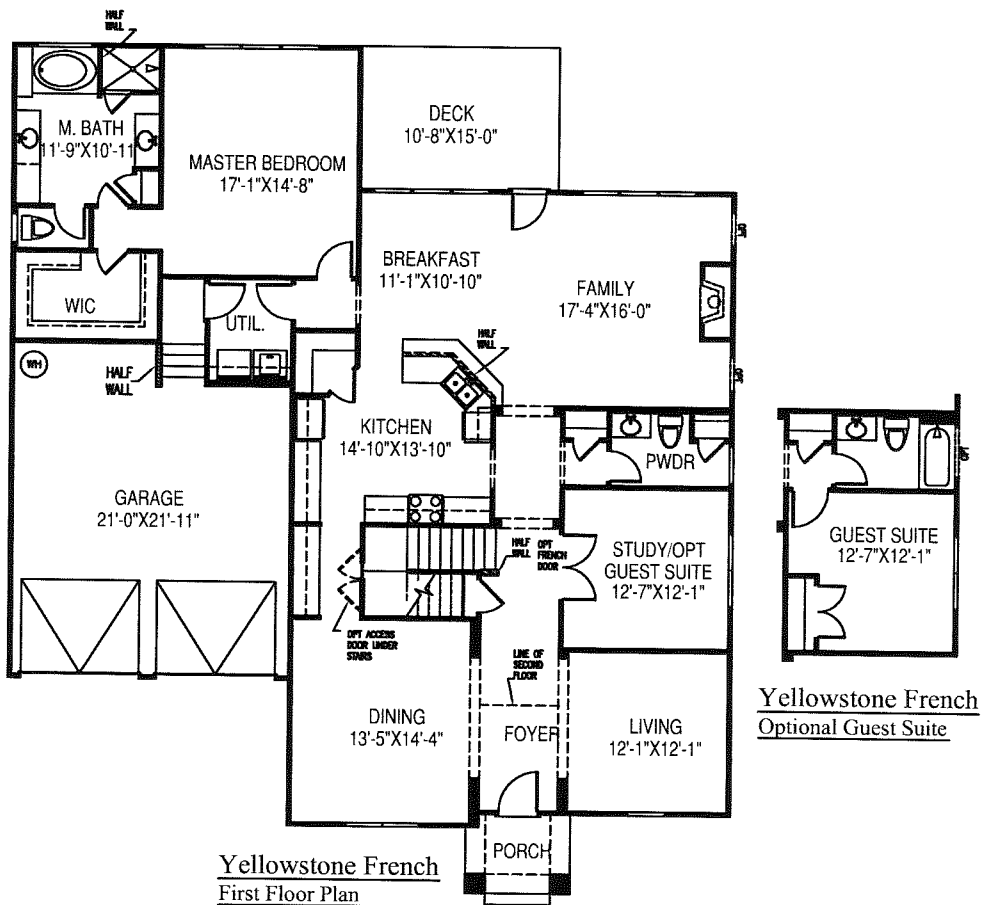 HALF
WALL
M. BATH
11'-9"X10'-11
MASTER BEDROOM
17'-1"X14'-8"
DECK
10'-8"X15'-0"
BREAKFAST
11'-1"X10'-10"
FAMILY
17'-4"X16'-0"
OPT
OPT
WIC
UTIL.
WH
HALF
WALL
HALF
WALL
KITCHEN
14'-10"X13'-10"
PWDR
GARAGE
21'-0"X21'-11"
HALF
WALL
OPT
FRENCH
DOOR
STUDY/OPT
GUEST SUITE
12'-7"X12'-1"
OPT ACCESS
DOOR UNDER
STAIRS
LINE OF
SECOND
FLOOR
DINING
13'-5"X14'-4"
FOYER
LIVING
12'-1"X12'-1"
PORCH
OPT
GUEST SUITE
12'-7"X12'-1"
Yellowstone French
Optional Guest Suite
Yellowstone French
First Floor Plan